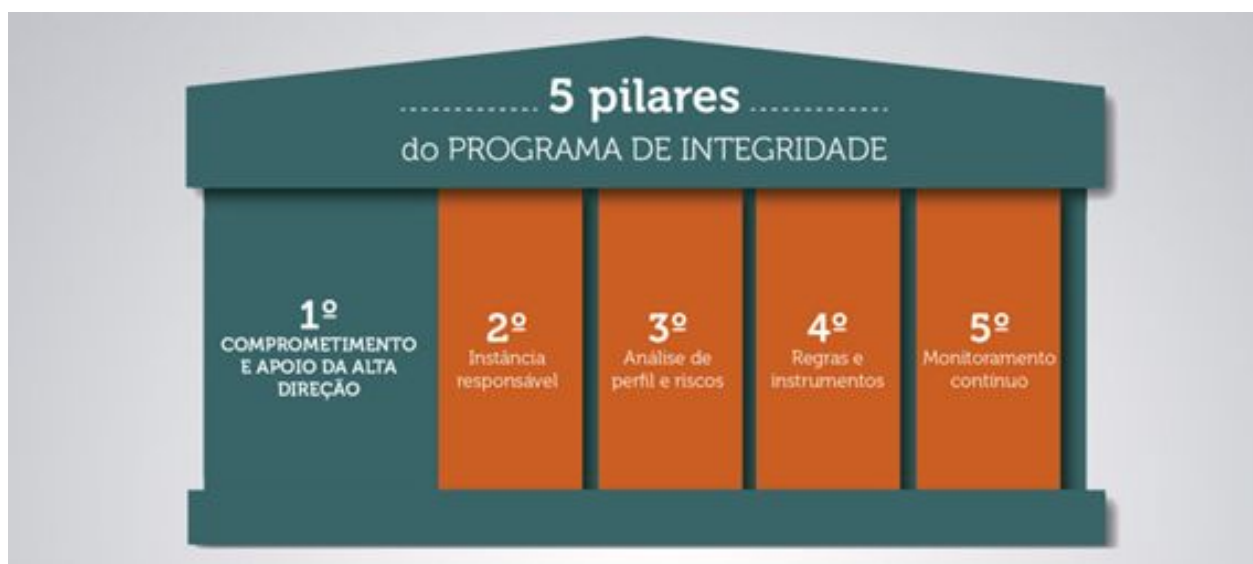 5 pilares
do PROGRAMA DE INTEGRIDADE
1º
COMPROMETIMENTO
E APOIO DA ALTA
DIREÇÃO
2º
Instância
responsável
3º
Análise de
perfil e riscos
4º
Regras e
instrumentos
5º
Monitoramento
contínuo